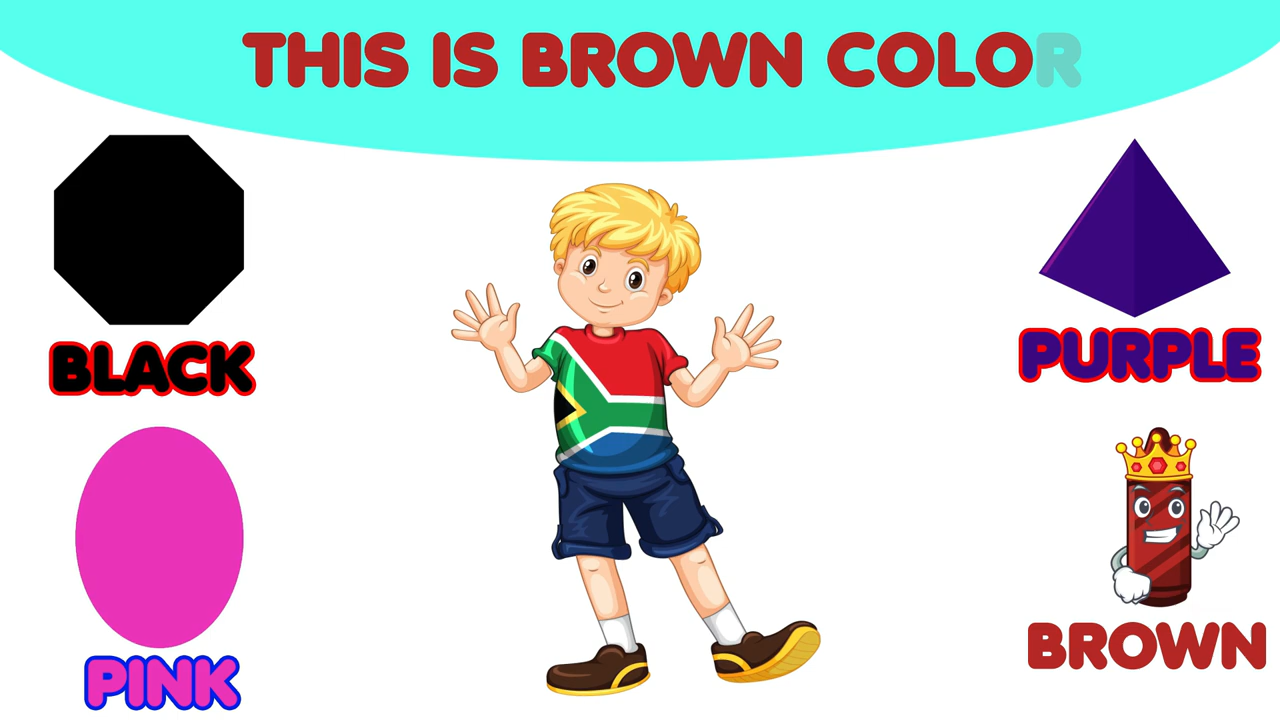 THIS IS BROWN COLOR
BLACK
PURPLE
PINK
BROWN